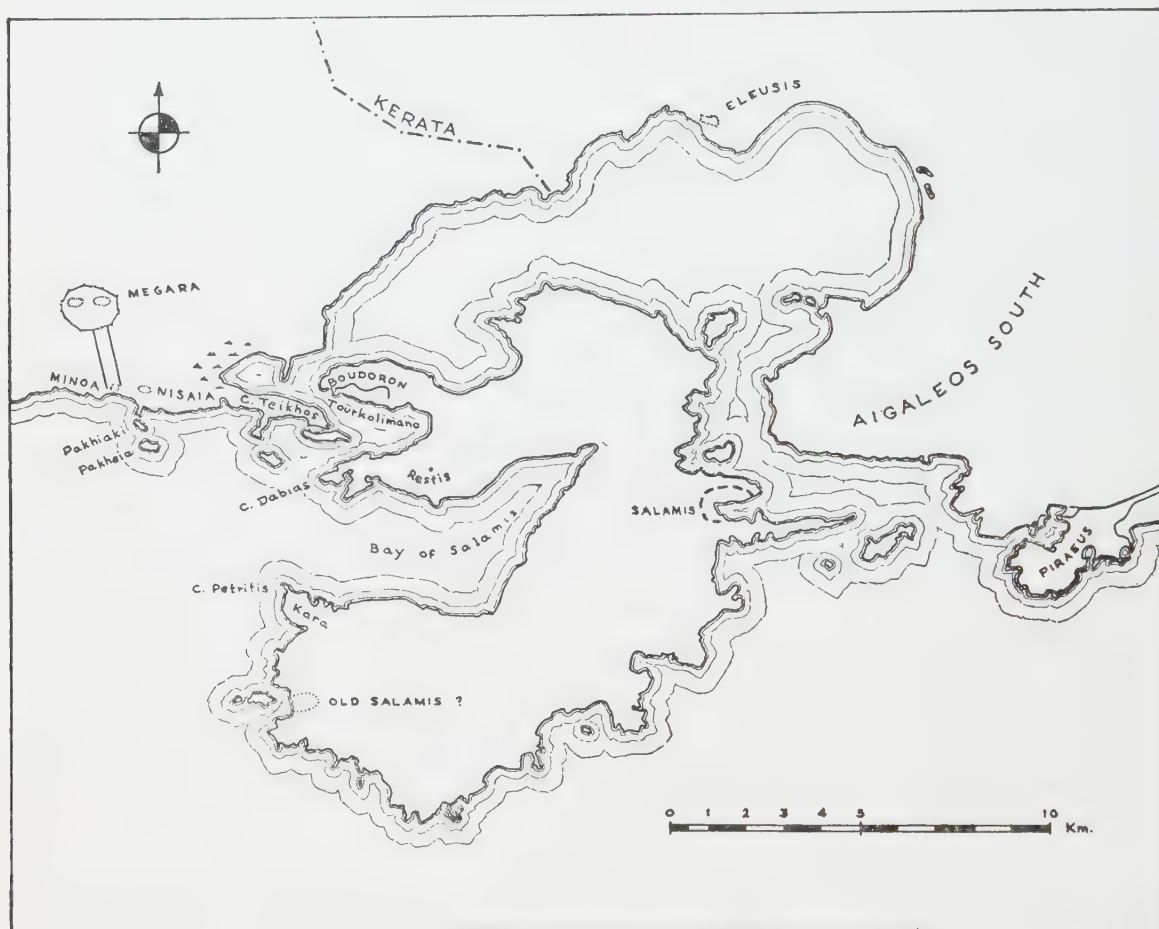 KERATA
ELEUSIS
MEGARA
MINOA
NISAIA
BOUDORON
C. Teikhos
Tourkolimano
Pakhiaki
Pakheia
C. Dabias
Restis
AIGALEOS SOUTH
SALAMIS
Bay of Salamis
PIRAEUS
C. Petritis
Kara
OLD SALAMIS ?
0 1 2 3 4 5 10
Km.